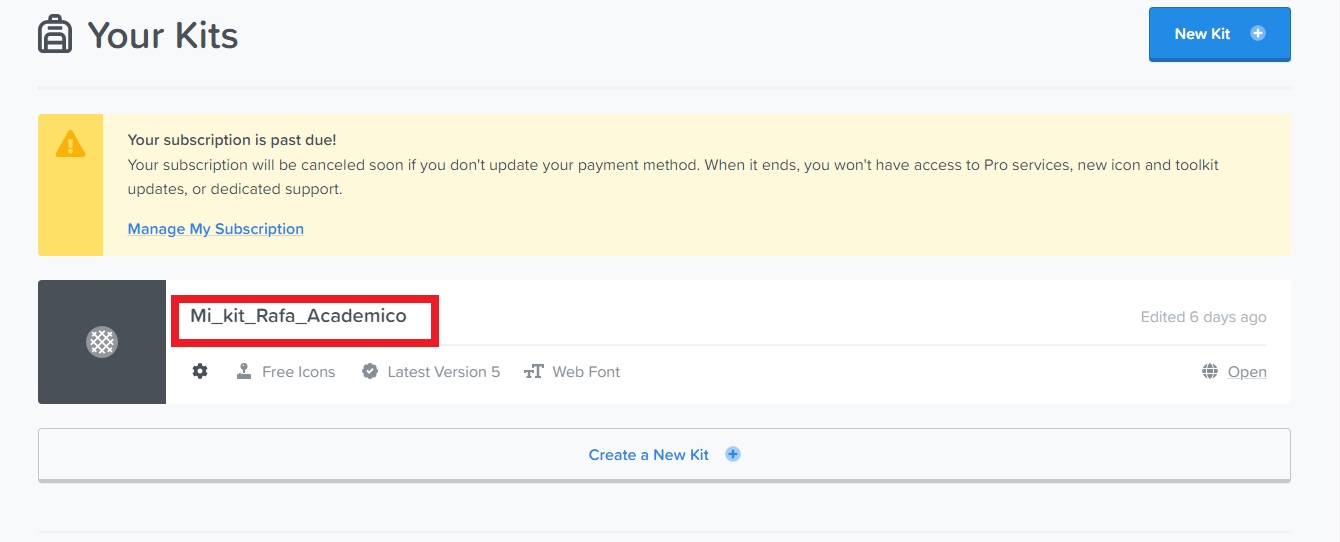 Your Kits
New Kit
Your subscription is past due!
Your subscription will be canceled soon if you don't update your payment method. When it ends, you won't have access to Pro services, new icon and toolkit
updates, or dedicated support.
Manage My Subscription
Mi_kit_Rafa_Academico
Edited 6 days ago
Free Icons
Latest Version 5
Web Font
Open
Create a New Kit